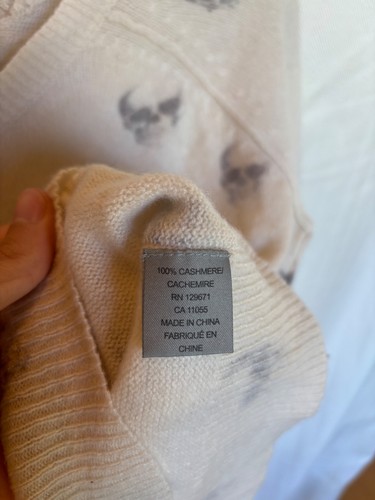 100% CASHMERE/
CACHEMIRE
RN 129671
CA 11055
MADE IN CHINA
FABRIQUÉ EN
CHINE